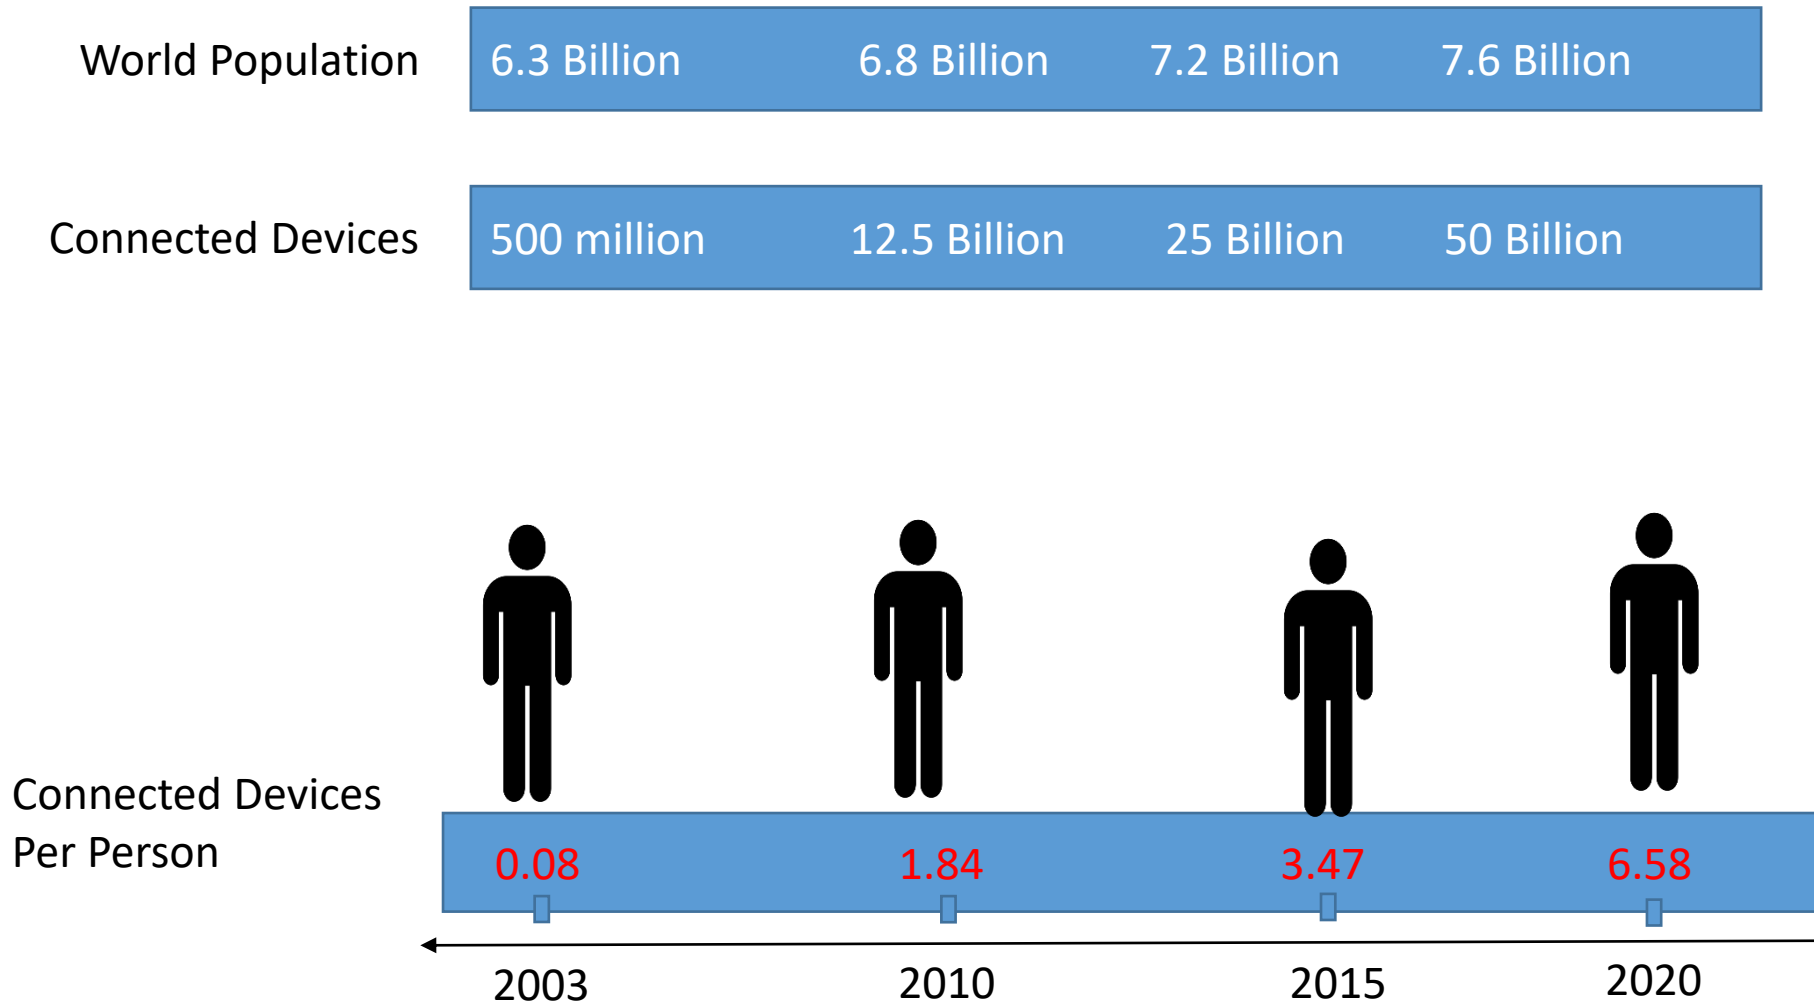 World Population 6.3 Billion 6.8 Billion 7.2 Billion 7.6 Billion
Connected Devices 500 million 12.5 Billion 25 Billion 50 Billion
Connected Devices
Per Person
0.08 1.84 3.47 6.58
2003 2010 2015 2020